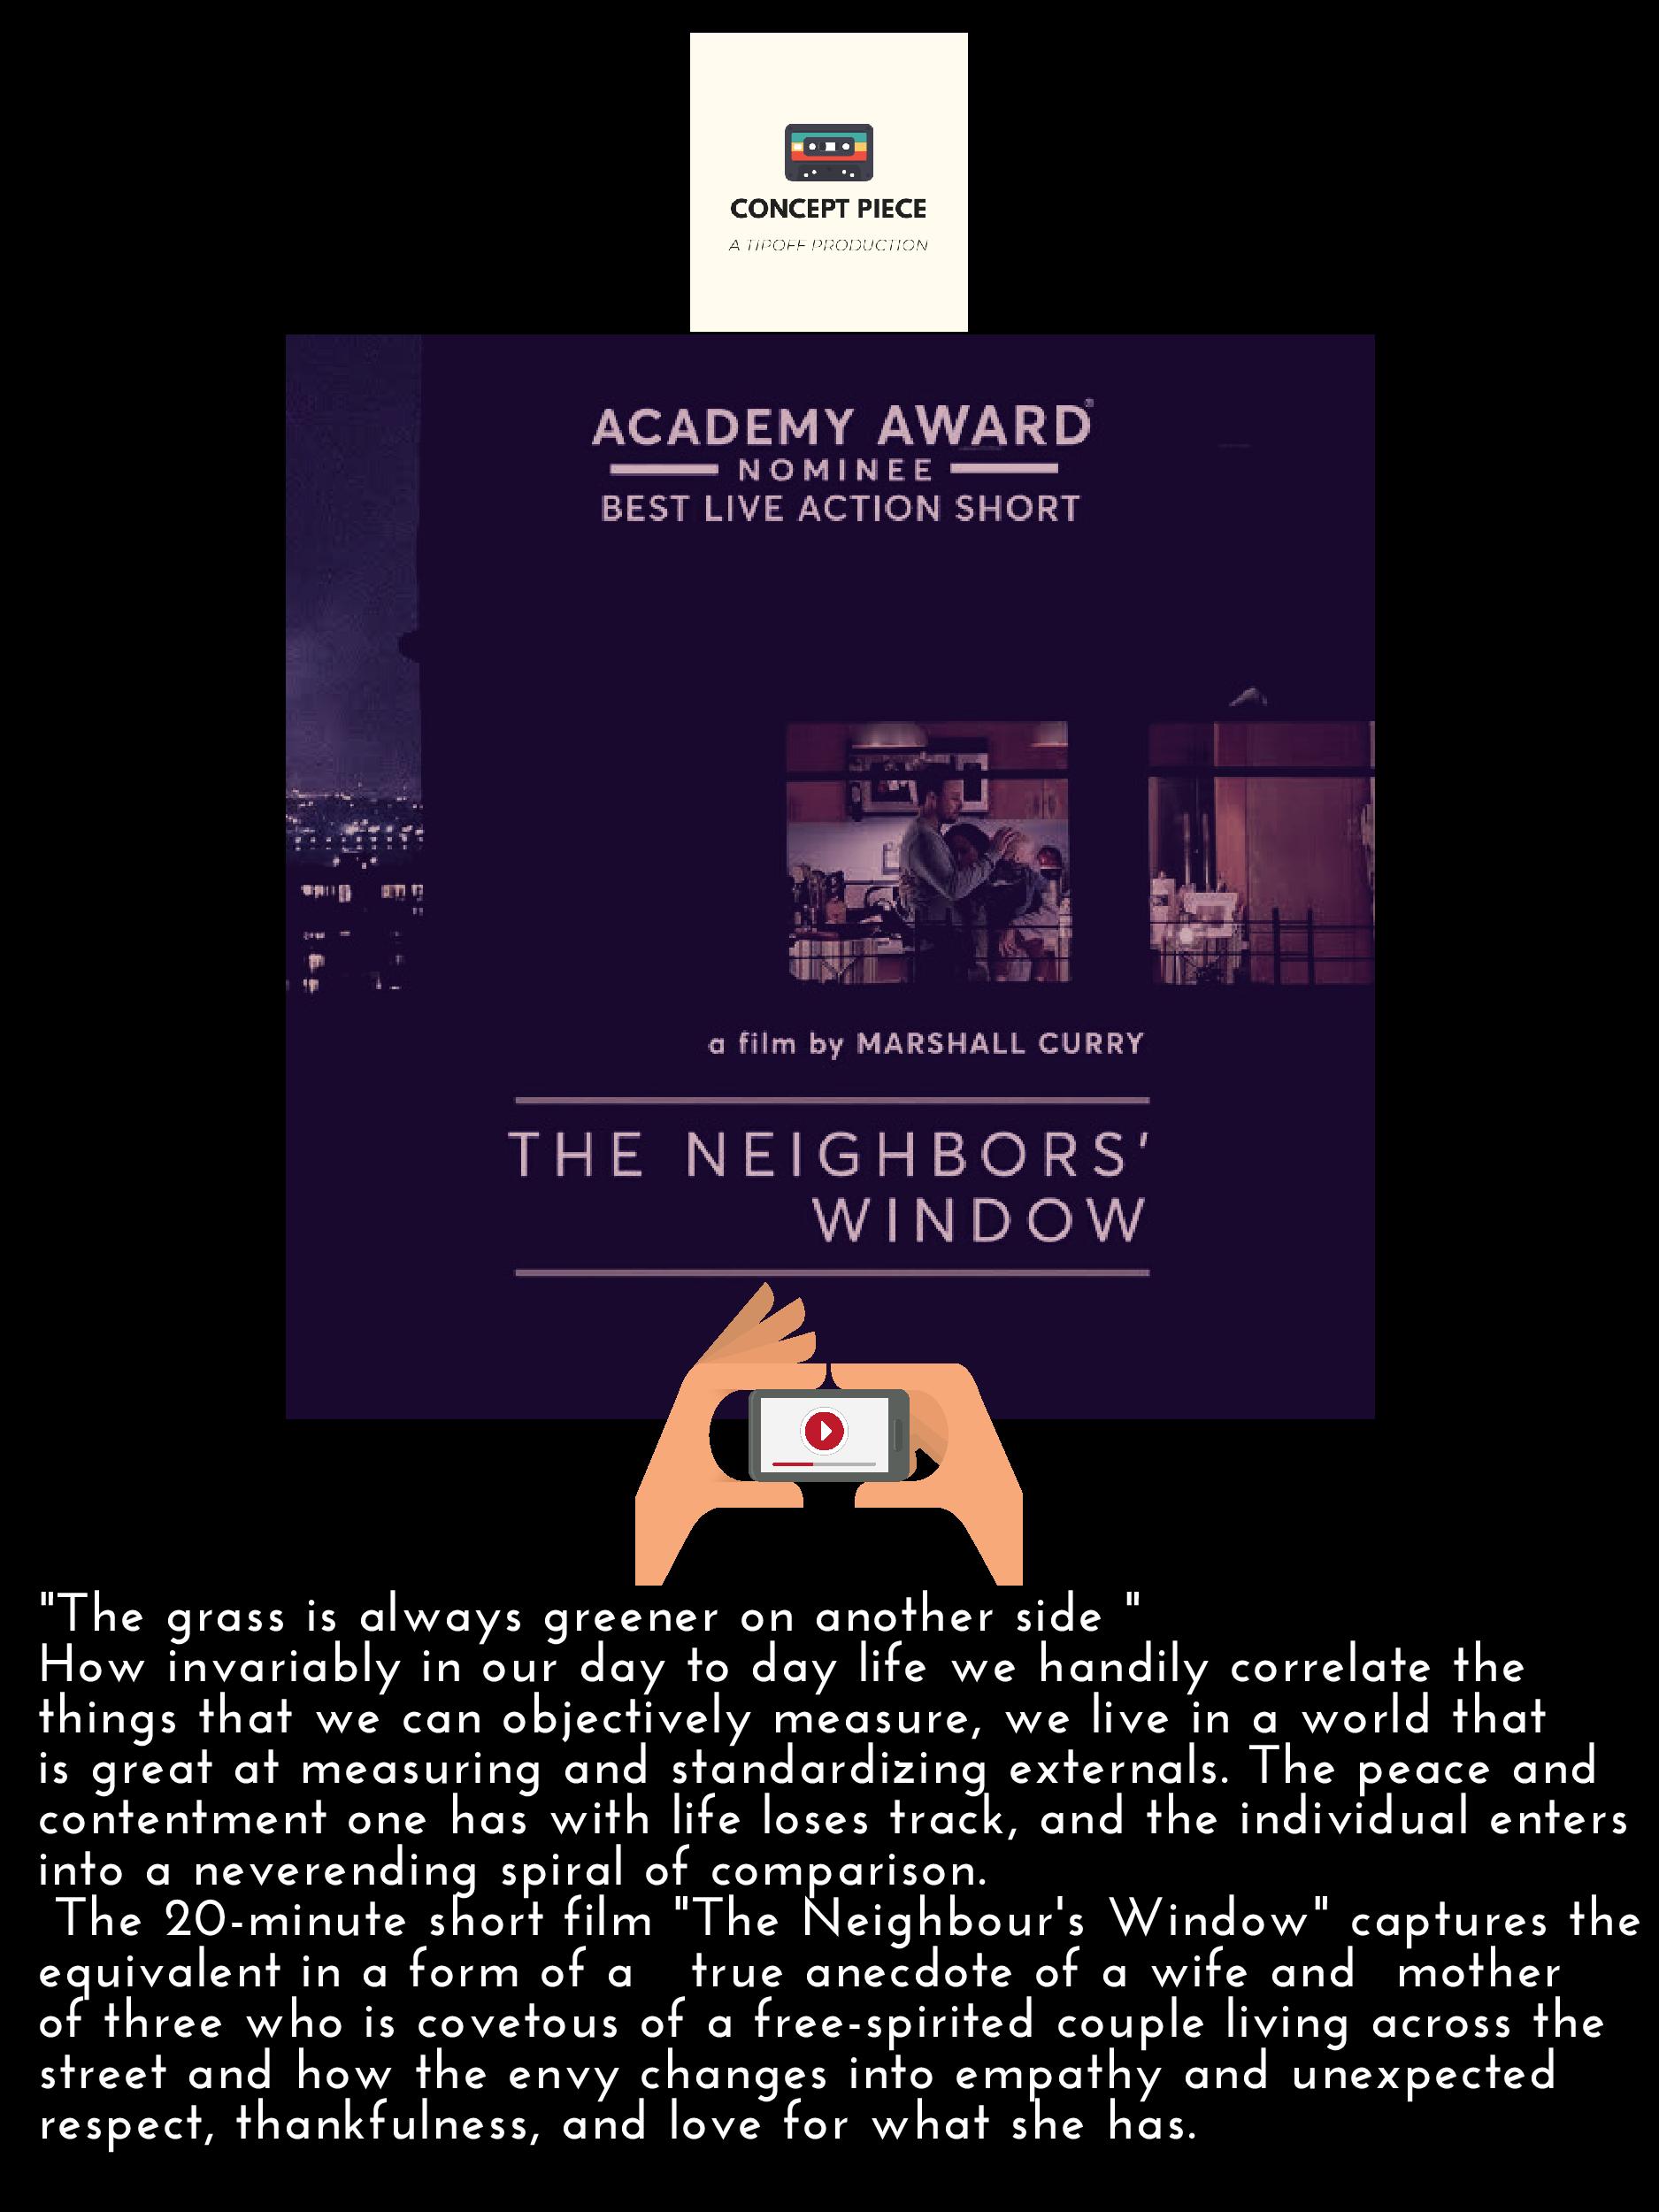 CONCEPT PIECE
A TIPOFF PRODUCTION
ACADEMY AWARD®
NOMINEE
BEST LIVE ACTION SHORT
a film by MARSHALL CURRY
THE NEIGHBORS'
WINDOW
"The grass is always greener on another side "
How invariably in our day to day life we handily correlate the
things that we can objectively measure, we live in a world that
is great at measuring and standardizing externals. The peace and
contentment one has with life loses track, and the individual enters
into a neverending spiral of comparison.
The 20-minute short film "The Neighbour's Window" captures the
equivalent in a form of a true anecdote of a wife and mother
of three who is covetous of a free-spirited couple living across the
street and how the envy changes into empathy and unexpected
respect, thankfulness, and love for what she has.